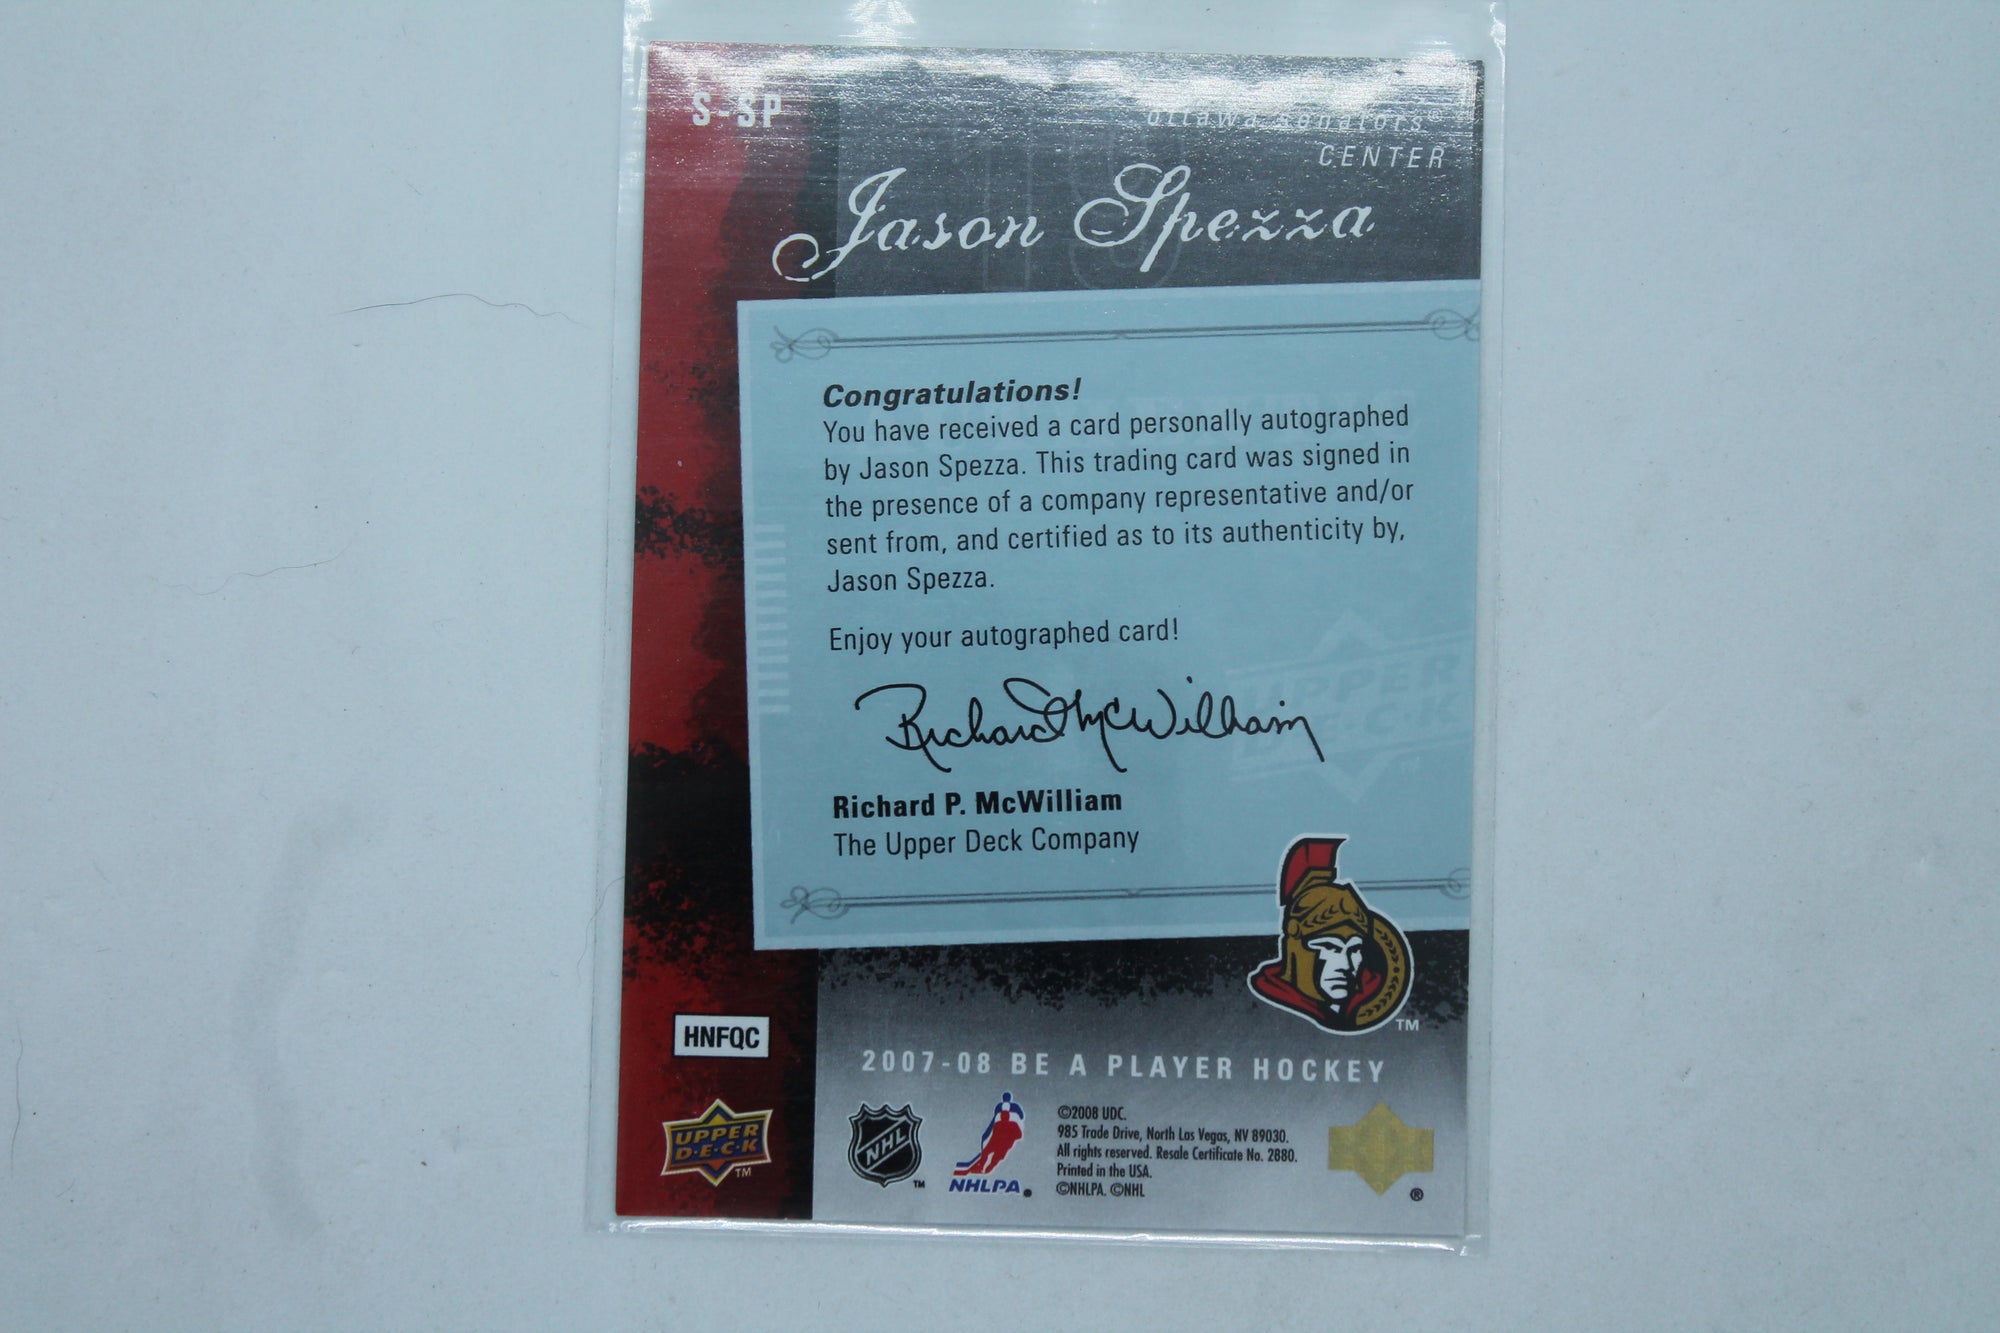 S-SP
ottawa senators®
CENTER
Jason Spezza
Congratulations!
You have received a card personally autographed
by Jason Spezza. This trading card was signed in
the presence of a company representative and/or
sent from, and certified as to its authenticity by,
Jason Spezza.
Enjoy your autographed card!
UPPER
DECK
Richard McWilliam
Richard P. McWilliam
The Upper Deck Company
TM
HNFQC
2007-08 BE A PLAYER HOCKEY
UPPER
D·E·C·K
TM
NHL
TM
NHLPA®
©2008 UDC.
985 Trade Drive, North Las Vegas, NV 89030.
All rights reserved. Resale Certificate No. 2880.
Printed in the USA.
©NHLPA. ©NHL
®